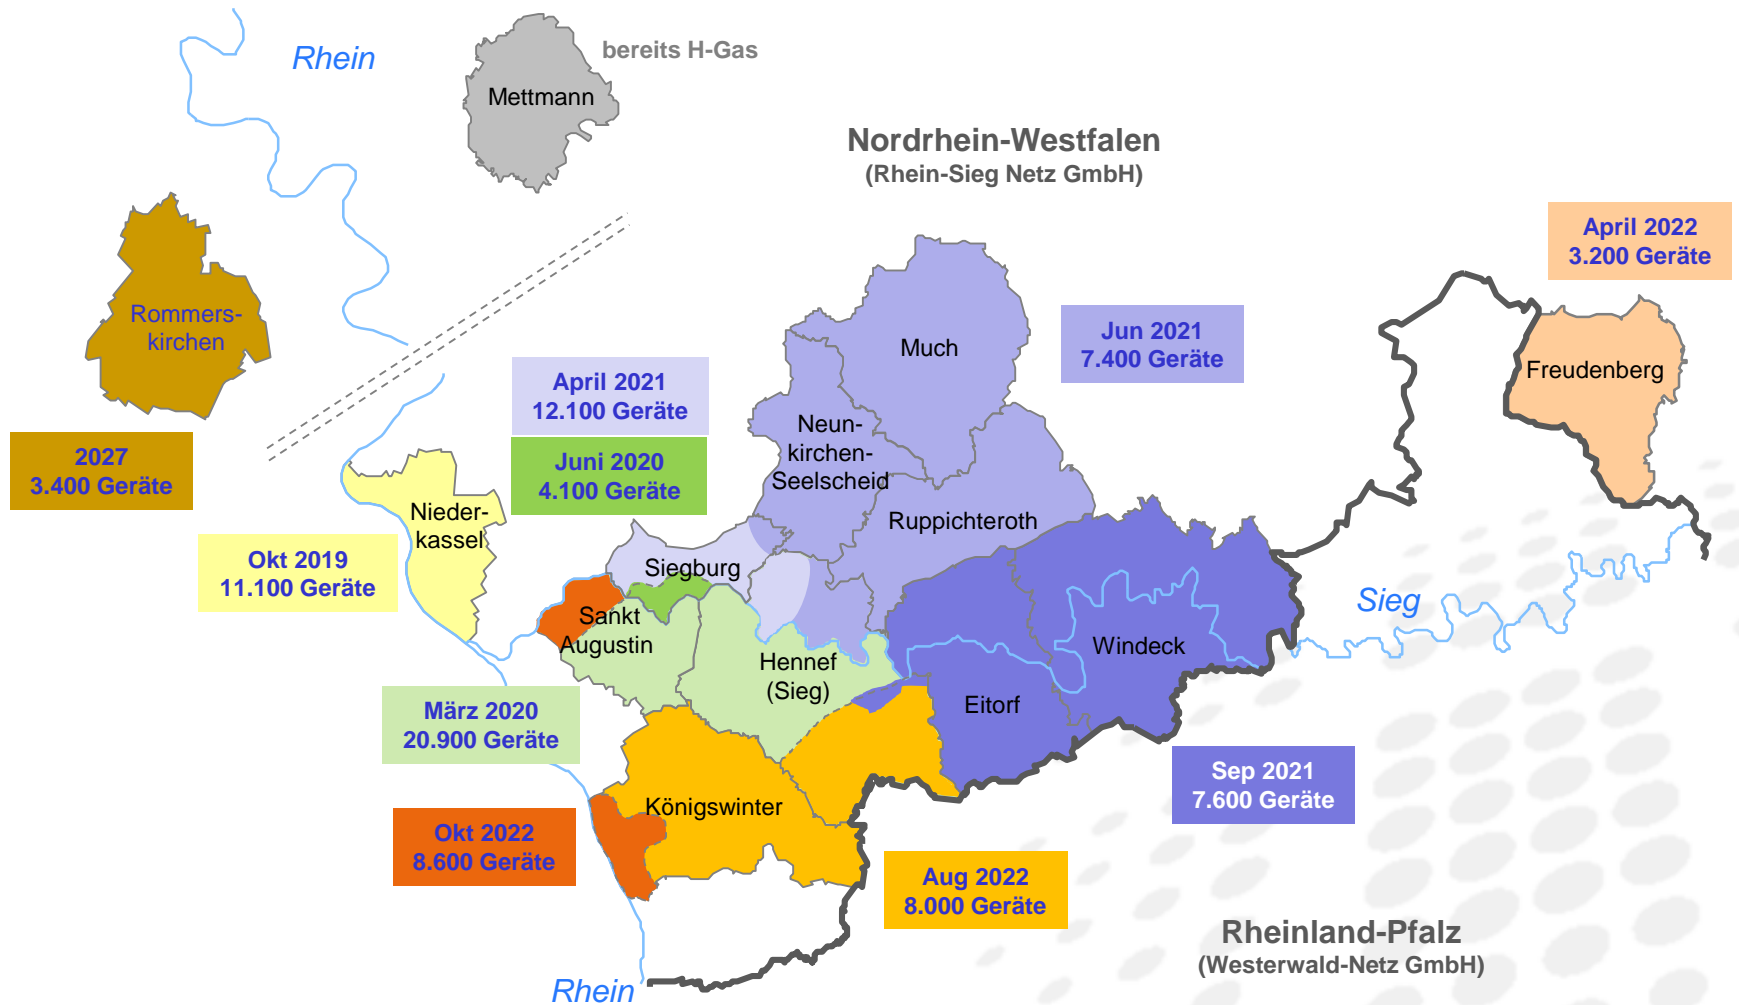 Rhein
bereits H-Gas
Mettmann
Nordrhein-Westfalen
(Rhein-Sieg Netz GmbH)
April 2022
3.200 Geräte
Rommers-
kirchen
Jun 2021
7.400 Geräte
Much
Freudenberg
April 2021
12.100 Geräte
Neun-
kirchen-
Seelscheid
2027
3.400 Geräte
Juni 2020
4.100 Geräte
Nieder-
kassel
Ruppichteroth
Okt 2019
11.100 Geräte
Siegburg
Sieg
Sankt
Augustin
Hennef
(Sieg)
Windeck
Eitorf
März 2020
20.900 Geräte
Sep 2021
7.600 Geräte
Königswinter
Okt 2022
8.600 Geräte
Aug 2022
8.000 Geräte
Rheinland-Pfalz
(Westerwald-Netz GmbH)
Rhein